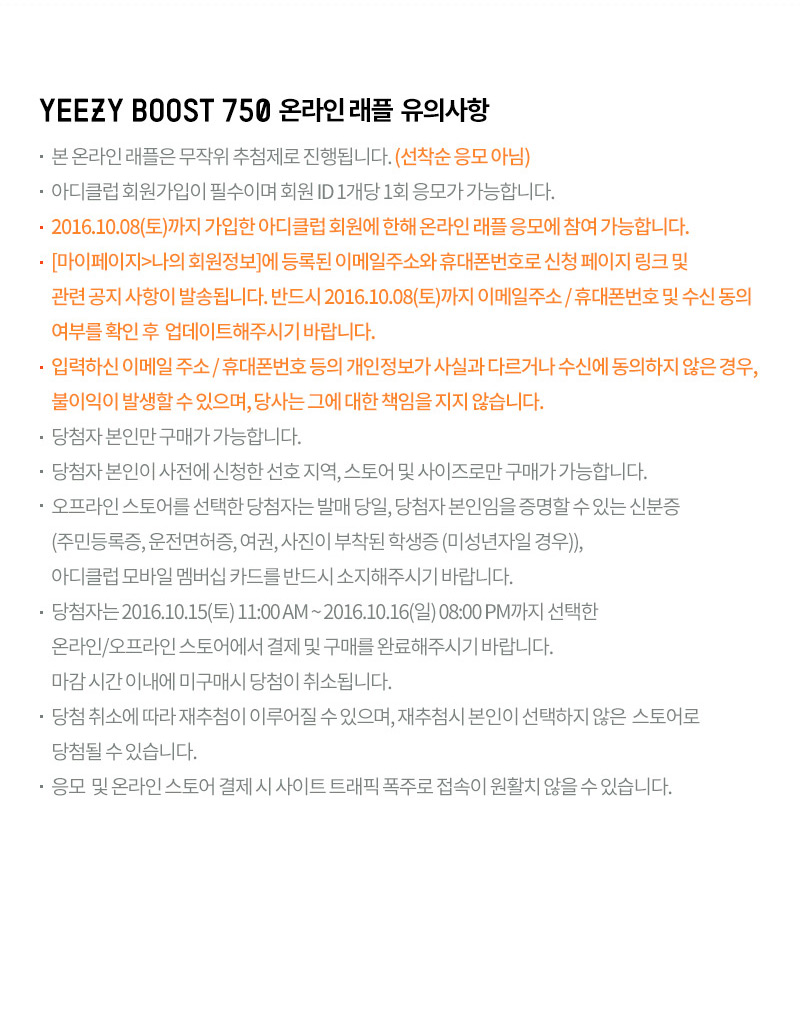 YEEZY BOOST 750 온라인 래플 유의사항
· 본 온라인 래플은 무작위 추첨제로 진행됩니다. (선착순 응모 아님)
· 아디클럽 회원가입이 필수이며 회원 ID 1개당 1회 응모가 가능합니다.
· 2016.10.08(토)까지 가입한 아디클럽 회원에 한해 온라인 래플 응모에 참여 가능합니다.
· [마이페이지>나의 회원정보]에 등록된 이메일주소와 휴대폰번호로 신청 페이지 링크 및
관련 공지 사항이 발송됩니다. 반드시 2016.10.08(토)까지 이메일주소 / 휴대폰번호 및 수신 동의
여부를 확인 후 업데이트해주시기 바랍니다.
· 입력하신 이메일 주소 / 휴대폰번호 등의 개인정보가 사실과 다르거나 수신에 동의하지 않은 경우,
불이익이 발생할 수 있으며, 당사는 그에 대한 책임을 지지 않습니다.
· 당첨자 본인만 구매가 가능합니다.
· 당첨자 본인이 사전에 신청한 선호 지역, 스토어 및 사이즈로만 구매가 가능합니다.
· 오프라인 스토어를 선택한 당첨자는 발매 당일, 당첨자 본인임을 증명할 수 있는 신분증
(주민등록증, 운전면허증, 여권, 사진이 부착된 학생증 (미성년자일 경우)),
아디클럽 모바일 멤버십 카드를 반드시 소지해주시기 바랍니다.
· 당첨자는 2016.10.15(토) 11:00 AM ~ 2016.10.16(일) 08:00 PM까지 선택한
온라인/오프라인 스토어에서 결제 및 구매를 완료해주시기 바랍니다.
마감 시간 이내에 미구매시 당첨이 취소됩니다.
· 당첨 취소에 따라 재추첨이 이루어질 수 있으며, 재추첨시 본인이 선택하지 않은 스토어로
당첨될 수 있습니다.
· 응모 및 온라인 스토어 결제 시 사이트 트래픽 폭주로 접속이 원활치 않을 수 있습니다.